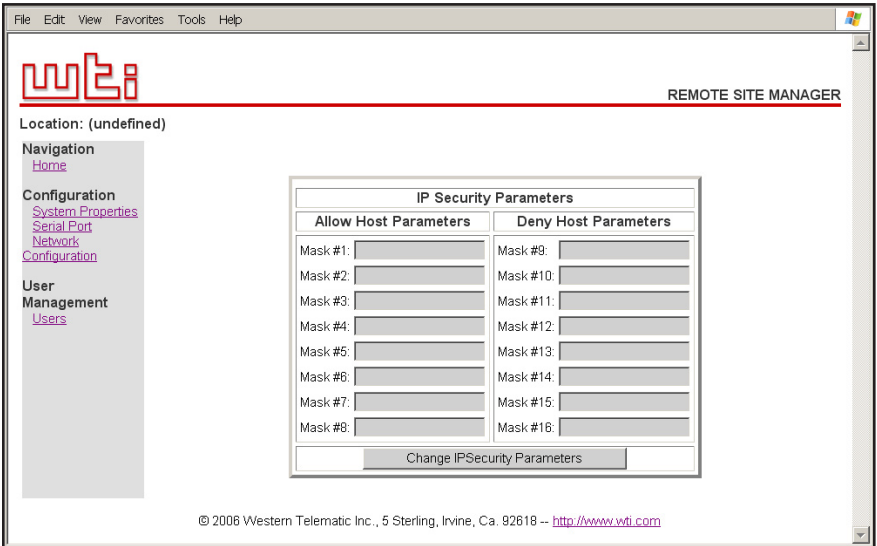 File Edit View Favorites Tools Help
wti
REMOTE SITE MANAGER
Location: (undefined)
Navigation
Home
Configuration
System Properties
Serial Port
Network
Configuration
User
Management
Users
IP Security Parameters
Allow Host Parameters Deny Host Parameters
Mask #1: Mask #9:
Mask #2: Mask #10:
Mask #3: Mask #11:
Mask #4: Mask #12:
Mask #5: Mask #13:
Mask #6: Mask #14:
Mask #7: Mask #15:
Mask #8: Mask #16:
Change IPSecurity Parameters
© 2006 Western Telematic Inc., 5 Sterling, Irvine, Ca. 92618 -- http://www.wti.com